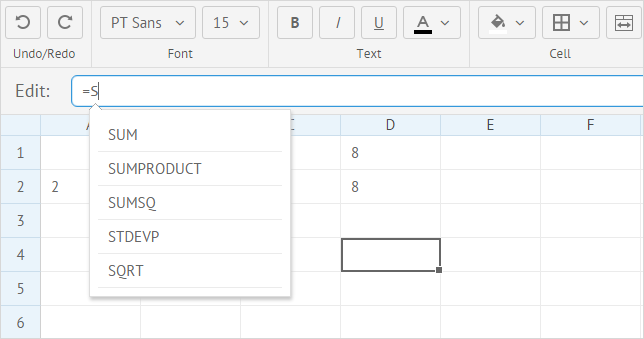 PT Sans 15 B I U A
Undo/Redo Font Text Cell
Edit: =S
D E F
1 8
2 2 8
3
4
5
6
SUM
SUMPRODUCT
SUMSQ
STDEVP
SQRT